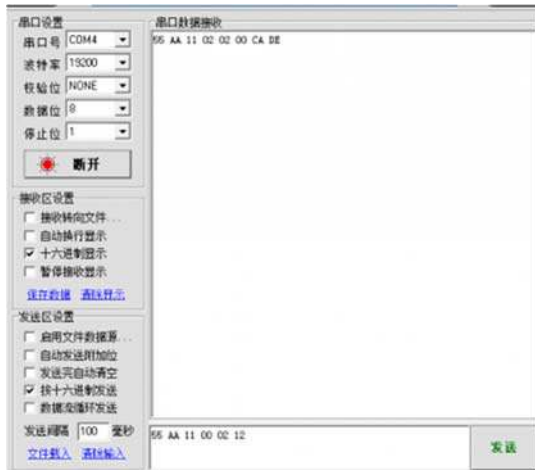 串口设置
串口号 COM4
波特率 19200
校验位 NONE
数据位 8
停止位 1
断开
接收区设置
接收转向文件...
自动换行显示
十六进制显示
暂停接收显示
保存数据 清除显示
发送区设置
启用文件数据源...
自动发送附加位
发送完自动清空
按十六进制发送
数据流循环发送
发送间隔 100 毫秒
文件载入 清除输入
串口数据接收
55 AA 11 02 02 00 CA DE
55 AA 11 00 02 12
发送